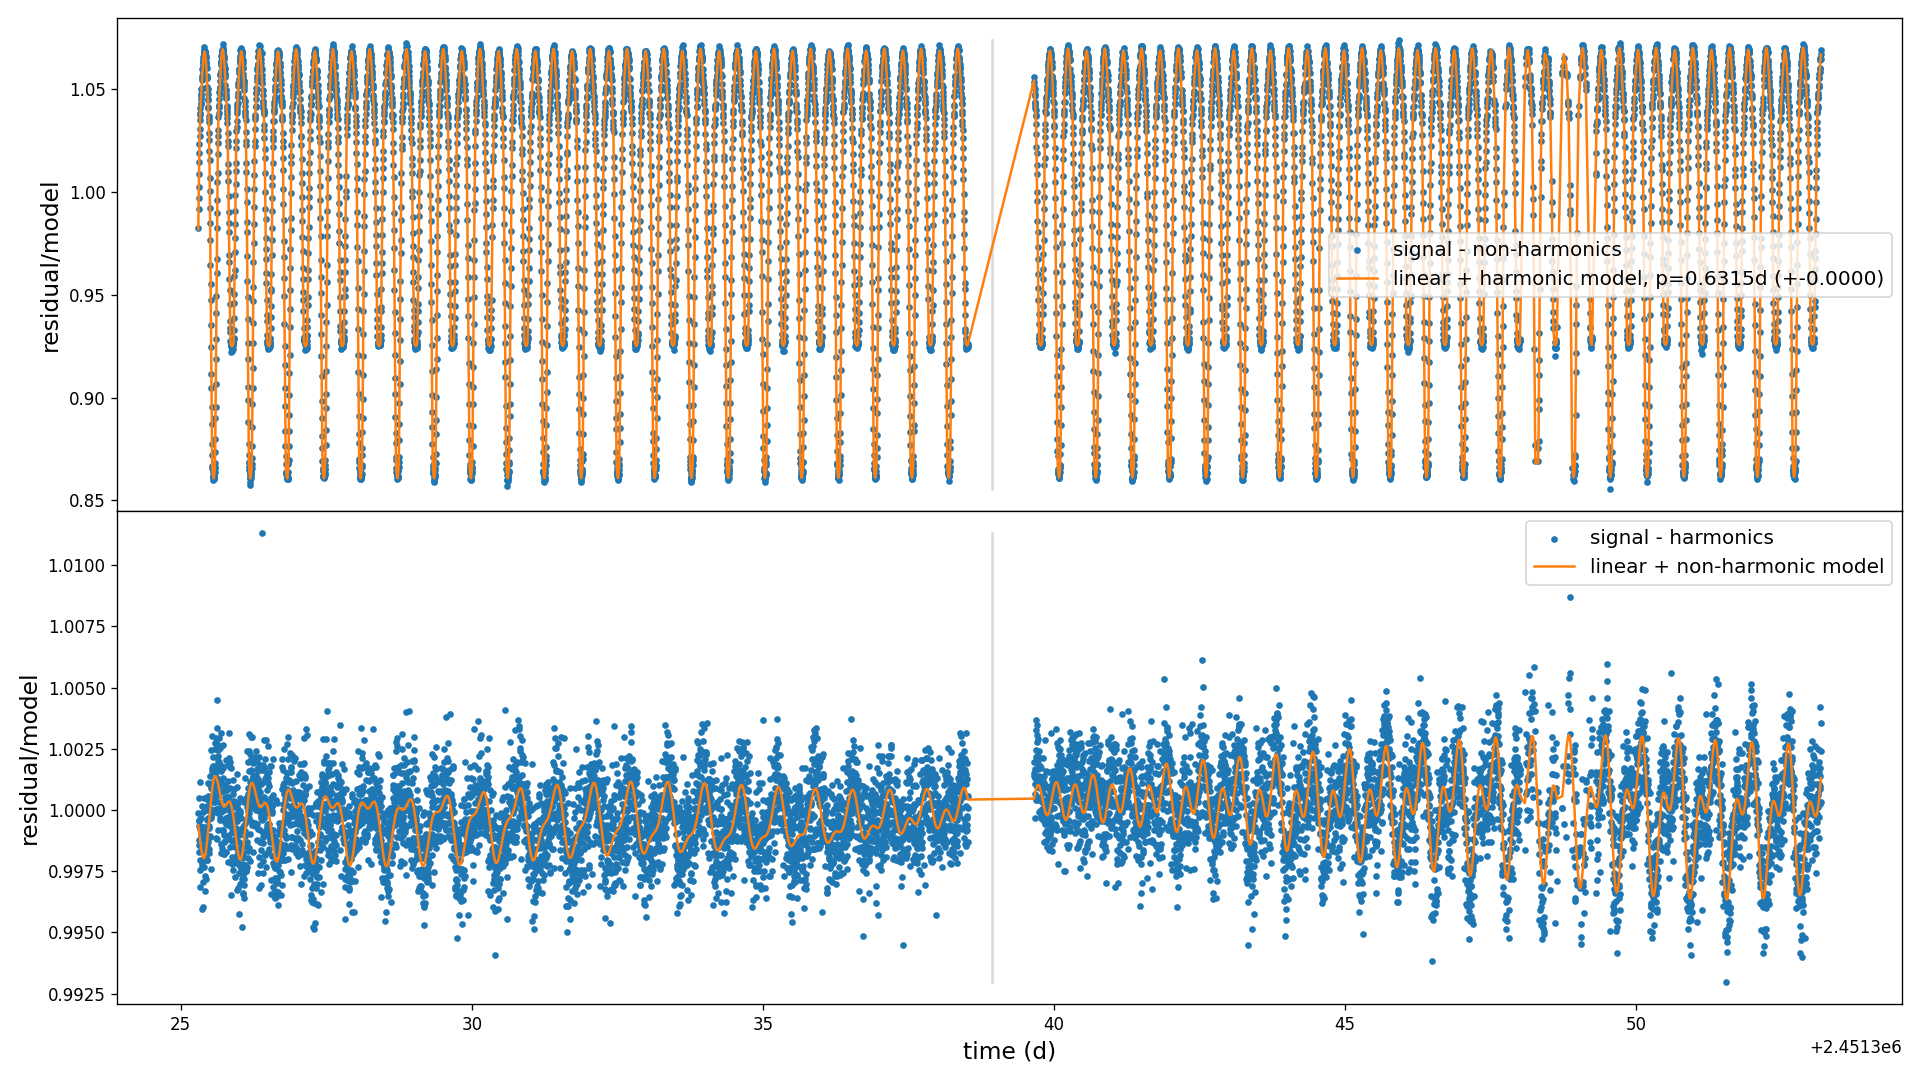 residual/model
1.05
1.00
0.95
0.90
0.85
signal - non-harmonics
linear + harmonic model, p=0.6315d (+-0.0000)
residual/model
1.0100
1.0075
1.0050
1.0025
1.0000
0.9975
0.9950
0.9925
signal - harmonics
linear + non-harmonic model
25
30
35
40
45
50
time (d)
+2.4513e6